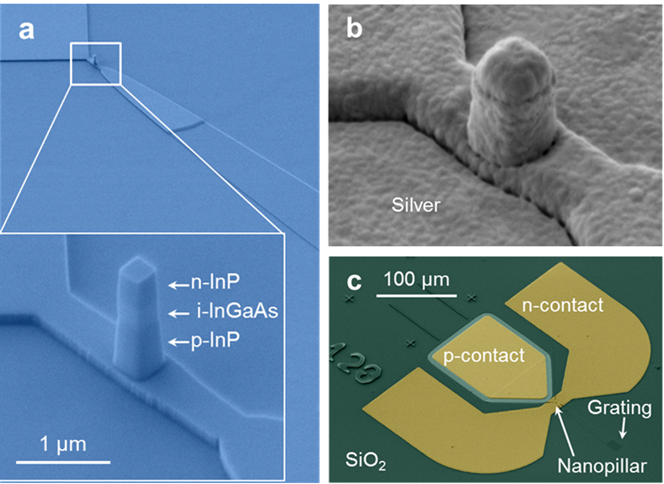 a
n-InP
i-InGaAs
p-InP
1 µm
b
Silver
c
100 µm
n-contact
p-contact
Grating
SiO2
Nanopillar